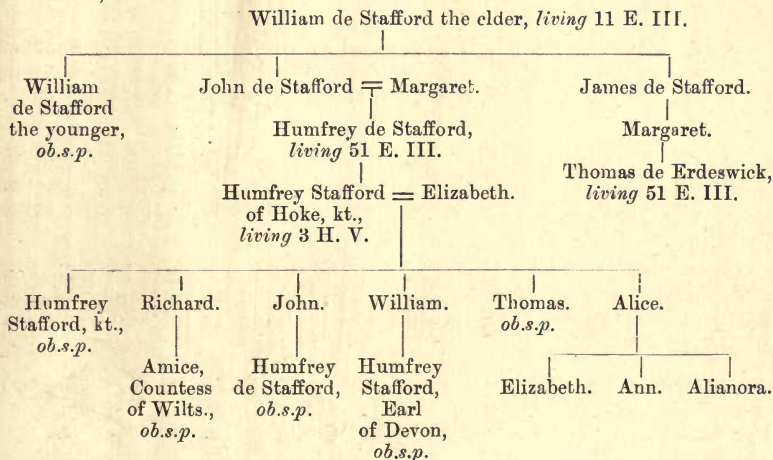 William de Stafford the elder, living 11 E. III.
William
de Stafford
the younger,
ob.s.p.
John de Stafford = Margaret.
James de Stafford.
Humfrey de Stafford,
living 51 E. III.
Margaret.
Thomas de Erdeswick,
living 51 E. III.
Humfrey Stafford = Elizabeth.
of Hoke, kt.,
living 3 H. V.
Humfrey
Stafford, kt.,
ob.s.p.
Richard.
John.
William.
Thomas.
ob.s.p.
Alice.
Amice,
Countess
of Wilts.,
ob.s.p.
Humfrey
de Stafford,
ob.s.p.
Humfrey
Stafford,
Earl
of Devon,
ob.s.p.
Elizabeth. Ann. Alianora.